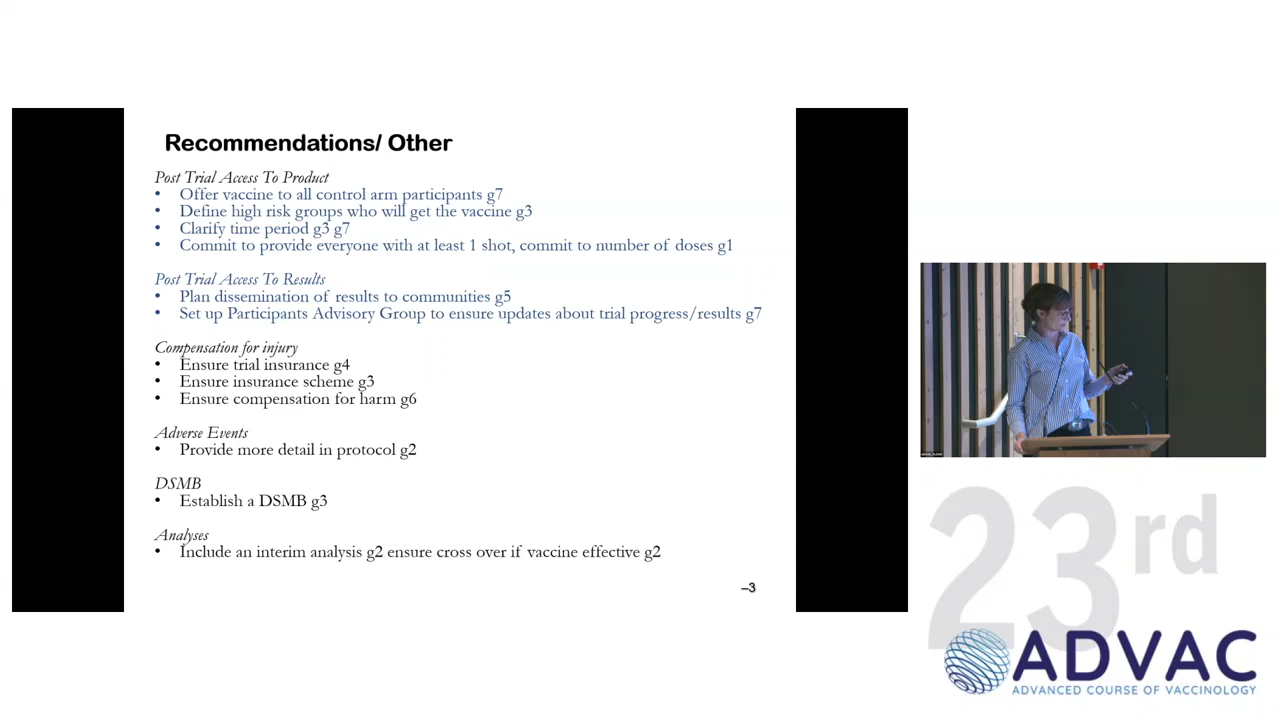 Recommendations/ Other
Post Trial Access To Product
• Offer vaccine to all control arm participants g7
• Define high risk groups who will get the vaccine g3
• Clarify time period g3 g7
• Commit to provide everyone with at least 1 shot, commit to number of doses g1
Post Trial Access To Results
• Plan dissemination of results to communities g5
• Set up Participants Advisory Group to ensure updates about trial progress/results g7
Compensation for injury
• Ensure trial insurance g4
• Ensure insurance scheme g3
• Ensure compensation for harm g6
Adverse Events
• Provide more detail in protocol g2
DSMB
• Establish a DSMB g3
Analyses
• Include an interim analysis g2 ensure cross over if vaccine effective g2
–3
23rd
ADVAC
ADVANCED COURSE OF VACCINOLOGY